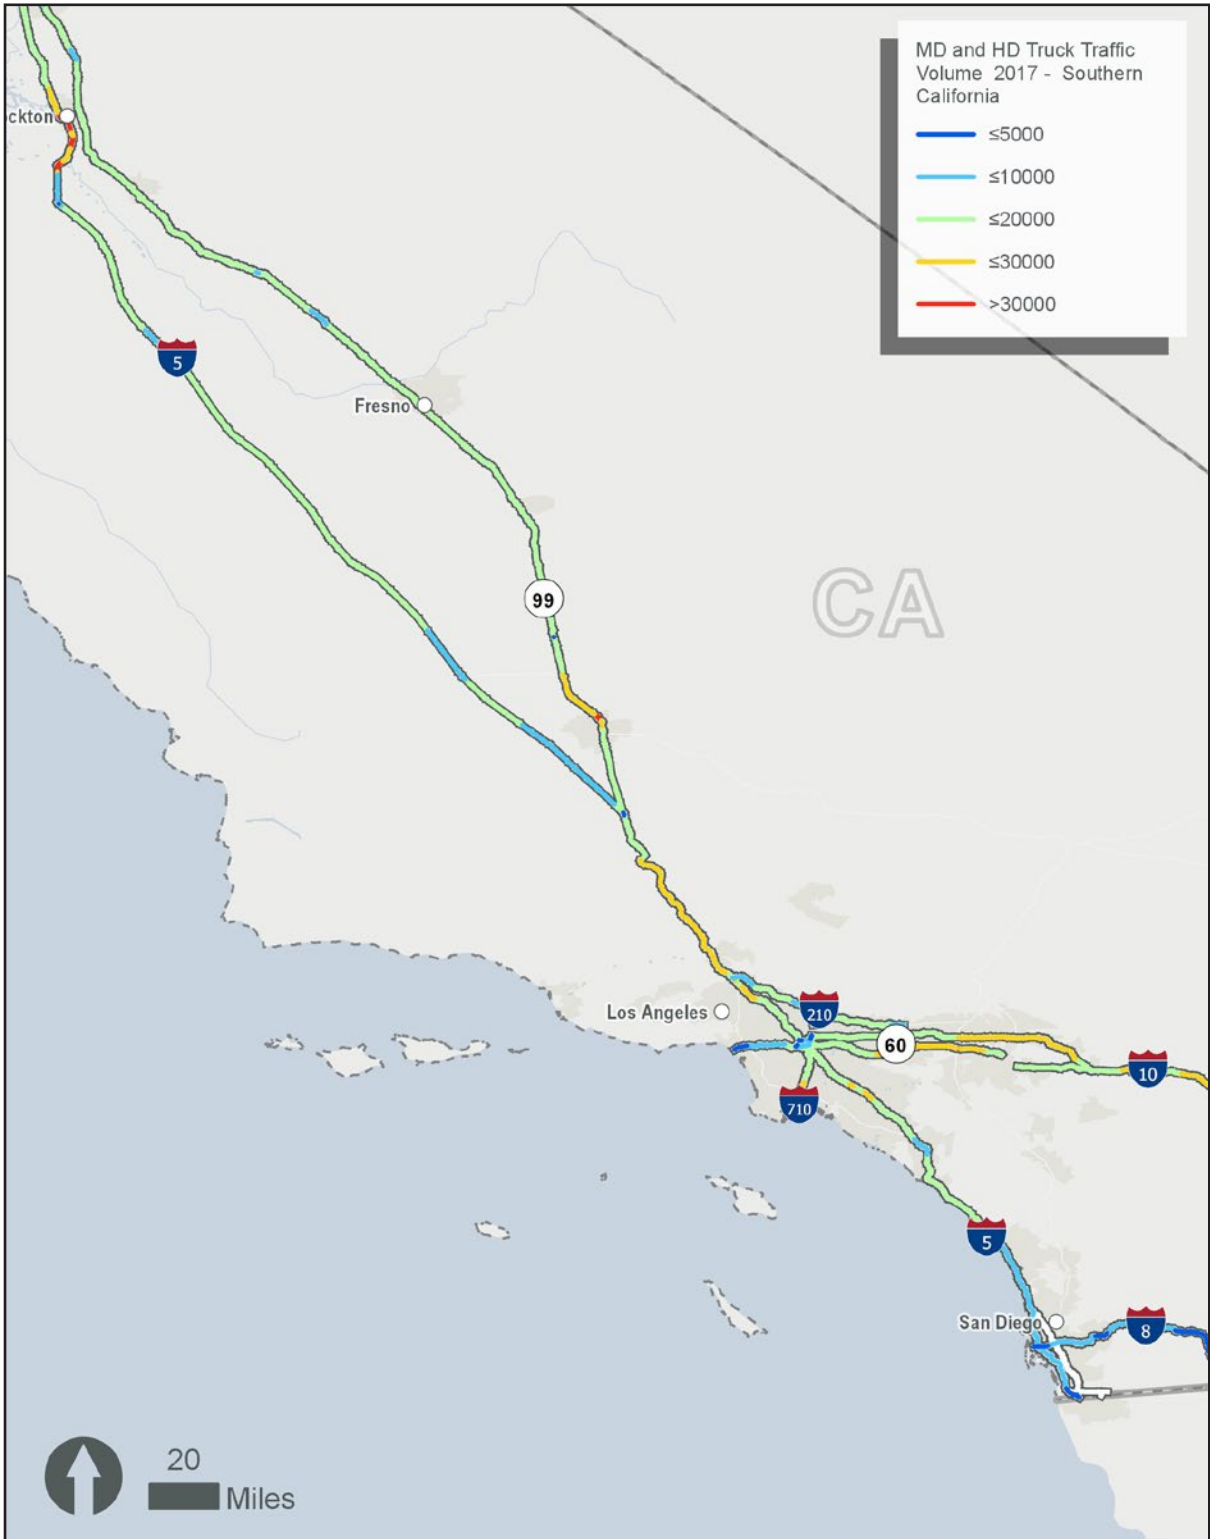 MD and HD Truck Traffic
Volume 2017 - Southern
California
≤5000
≤10000
≤20000
≤30000
>30000
ckton
5
Fresno
99
CA
Los Angeles
210
60
10
710
5
San Diego
8
20
Miles